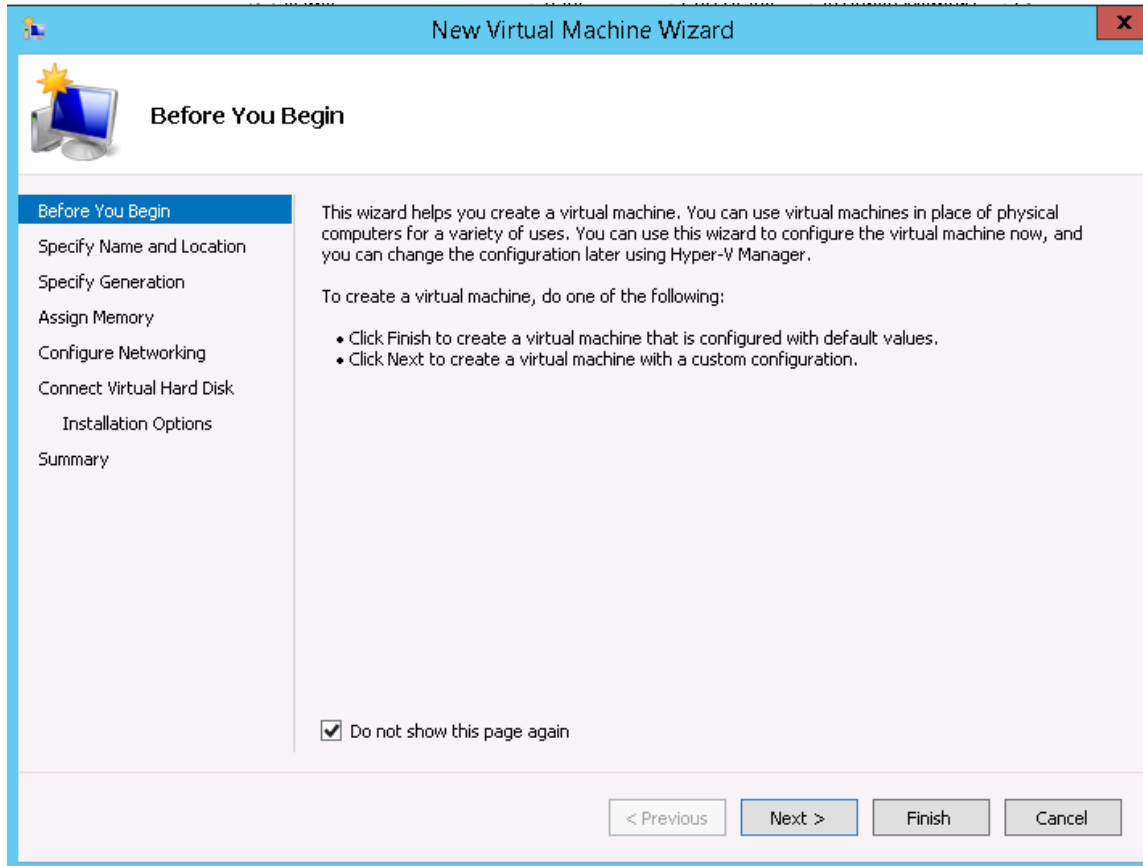 New Virtual Machine Wizard
x
Before You Begin
Before You Begin
Specify Name and Location
Specify Generation
Assign Memory
Configure Networking
Connect Virtual Hard Disk
Installation Options
Summary
This wizard helps you create a virtual machine. You can use virtual machines in place of physical
computers for a variety of uses. You can use this wizard to configure the virtual machine now, and
you can change the configuration later using Hyper-V Manager.
To create a virtual machine, do one of the following:
• Click Finish to create a virtual machine that is configured with default values.
• Click Next to create a virtual machine with a custom configuration.
Do not show this page again
< Previous
Next >
Finish
Cancel